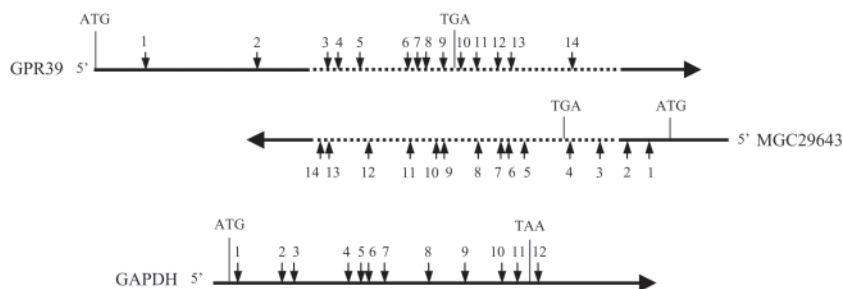 ATG TGA
1 2 3 4 5 6 7 8 9 10 11 12 13 14
GPR39 5’
TGA ATG
5’ MGC29643
14 13 12 11 10 9 8 7 6 5 4 3 2 1
ATG TAA
1 2 3 4 5 6 7 8 9 10 11 12
GAPDH 5’